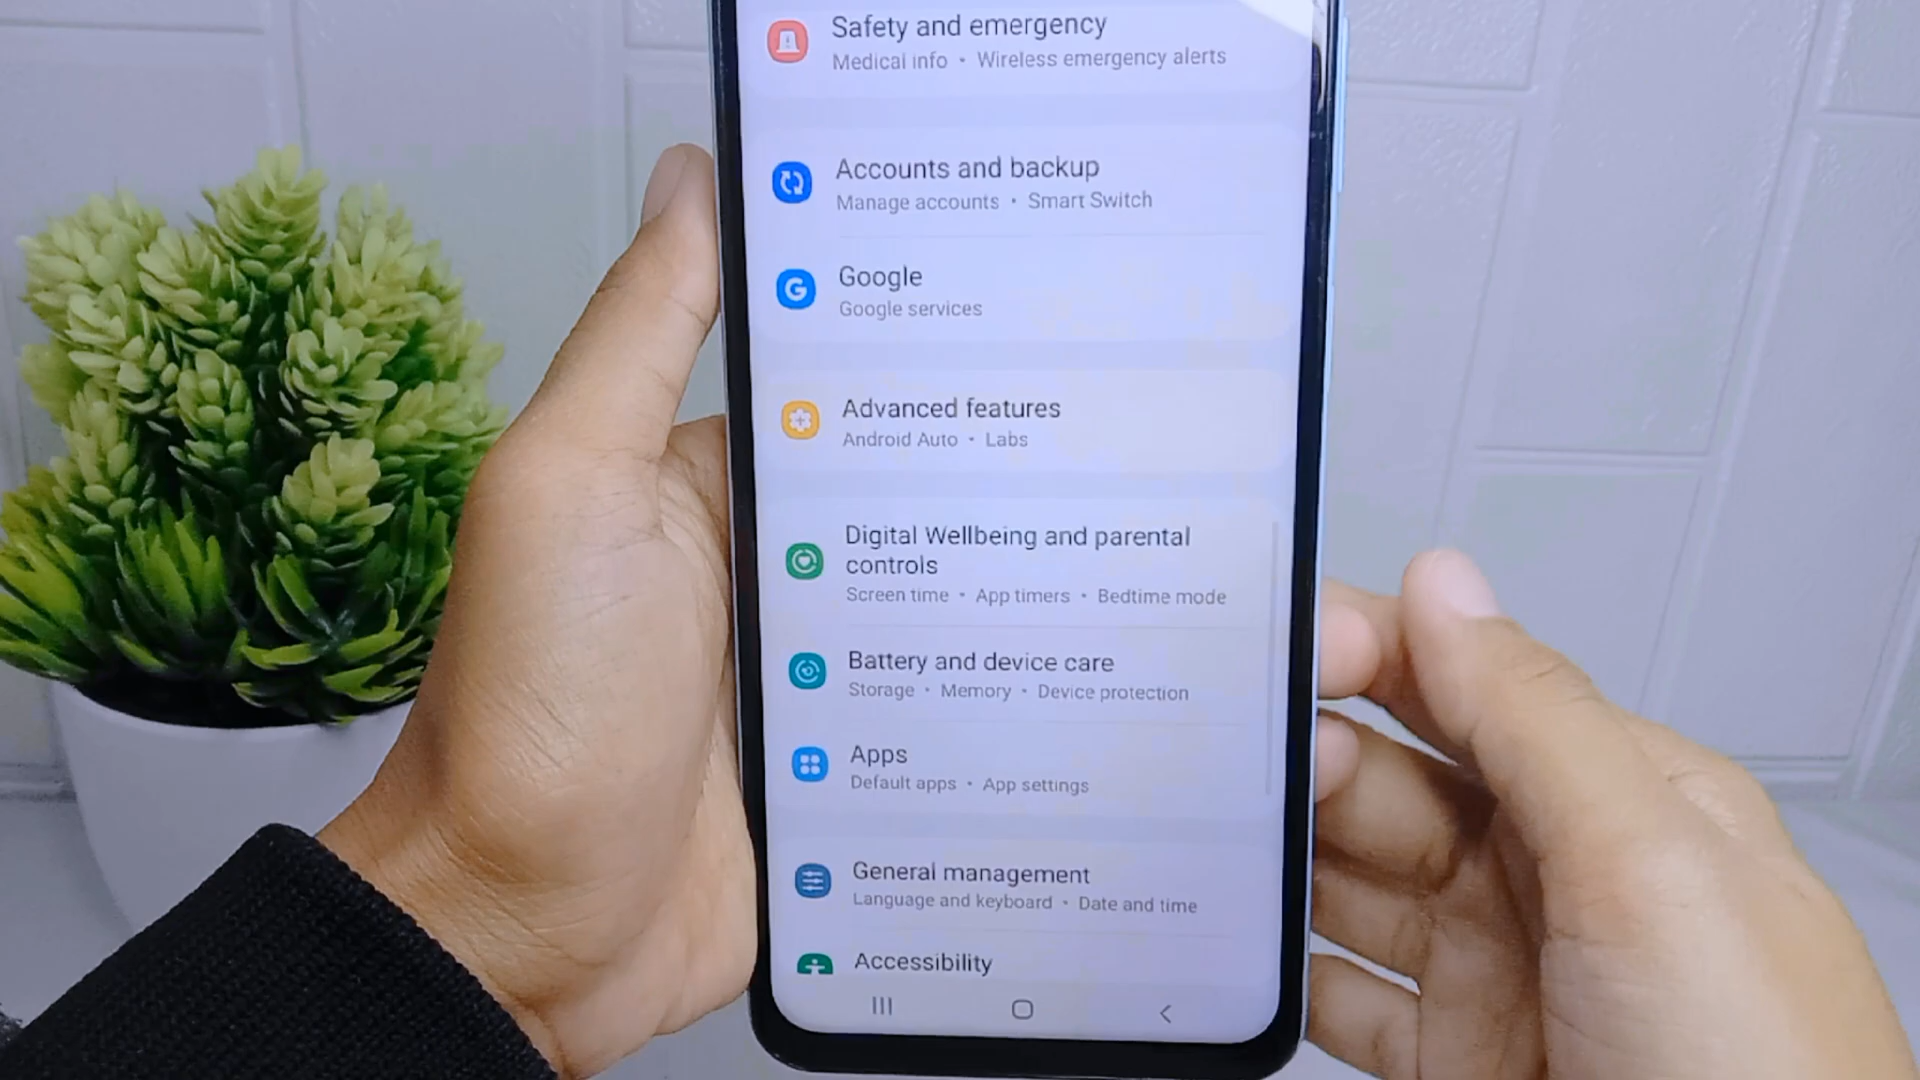 Safety and emergency
Medical info • Wireless emergency alerts
Accounts and backup
Manage accounts • Smart Switch
G
Google
Google services
Advanced features
Android Auto • Labs
Digital Wellbeing and parental
controls
Screen time • App timers • Bedtime mode
Battery and device care
Storage • Memory • Device protection
Apps
Default apps • App settings
General management
Language and keyboard • Date and time
Accessibility